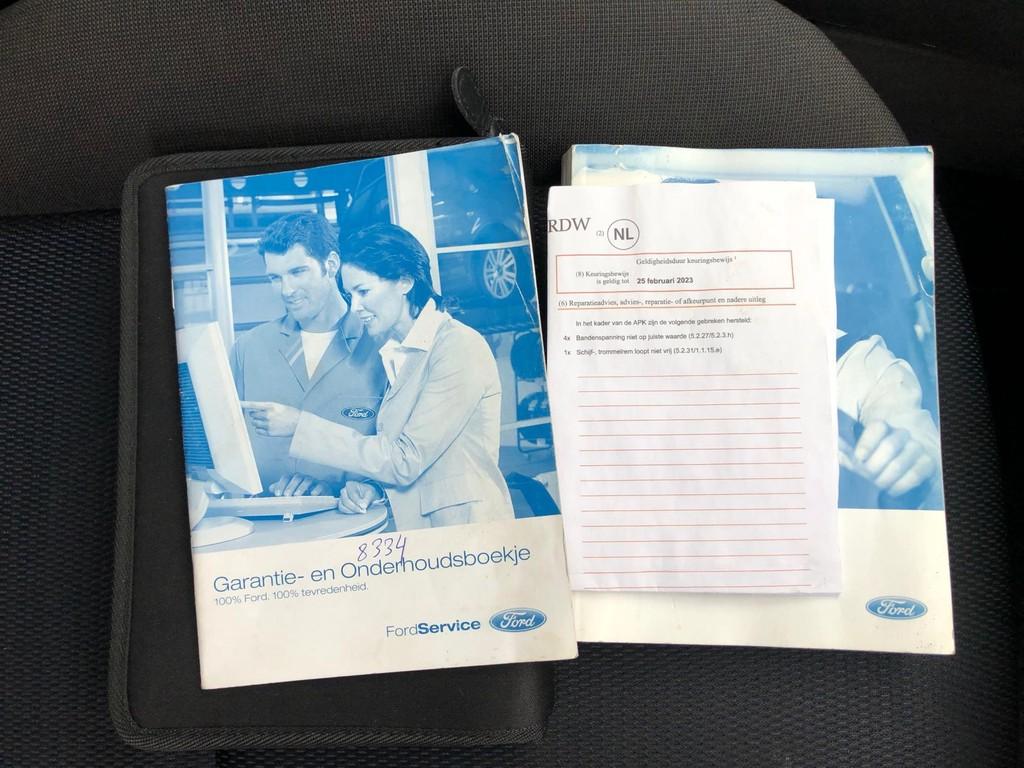 Ford
8334
Garantie- en Onderhoudsboekje
100% Ford. 100% tevredenheid.
FordService Ford
RDW (2) NL
Geldigheidsduur keuringsbewijs 1
(8) Keuringsbewijs
is geldig tot 25 februari 2023
(6) Reparatieadvies, advies-, reparatie- of afkeurpunt en nadere uitleg
In het kader van de APK zijn de volgende gebreken hersteld:
4x Bandenspanning niet op juiste waarde (5.2.27/5.2.3.h)
1x Schijf-, trommelrem loopt niet vrij (5.2.31/1.1.15.a)
Ford